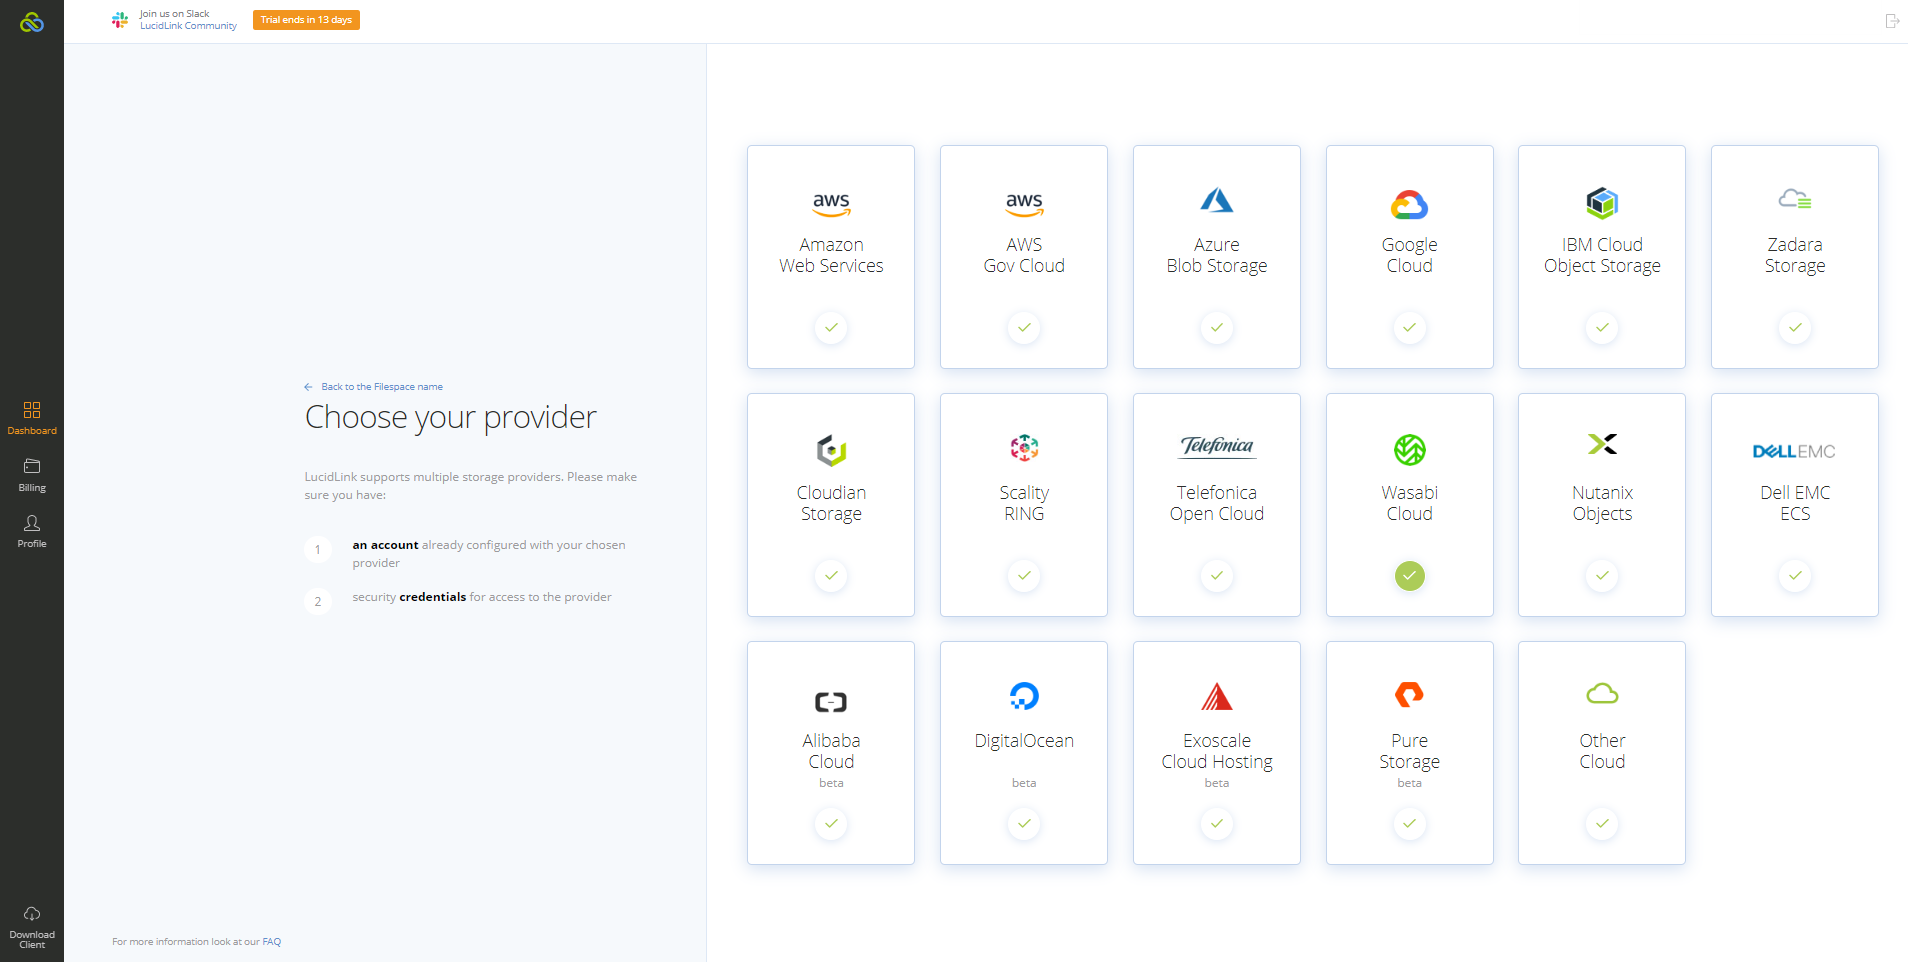 Join us on Slack
LucidLink Community
Trial ends in 13 days
Dashboard
Billing
Profile
Download
Client
Back to the Filespace name
Choose your provider
LucidLink supports multiple storage providers. Please make
sure you have:
1
an account already configured with your chosen
provider
2
security credentials for access to the provider
For more information look at our FAQ
aws
Amazon
Web Services
aws
AWS
Gov Cloud
Azure
Blob Storage
Google
Cloud
IBM Cloud
Object Storage
Zadara
Storage
Cloudian
Storage
Scality
RING
Telefonica
Telefonica
Open Cloud
Wasabi
Cloud
Nutanix
Objects
DELL EMC
Dell EMC
ECS
Alibaba
Cloud
beta
DigitalOcean
beta
Exoscale
Cloud Hosting
beta
Pure
Storage
beta
Other
Cloud